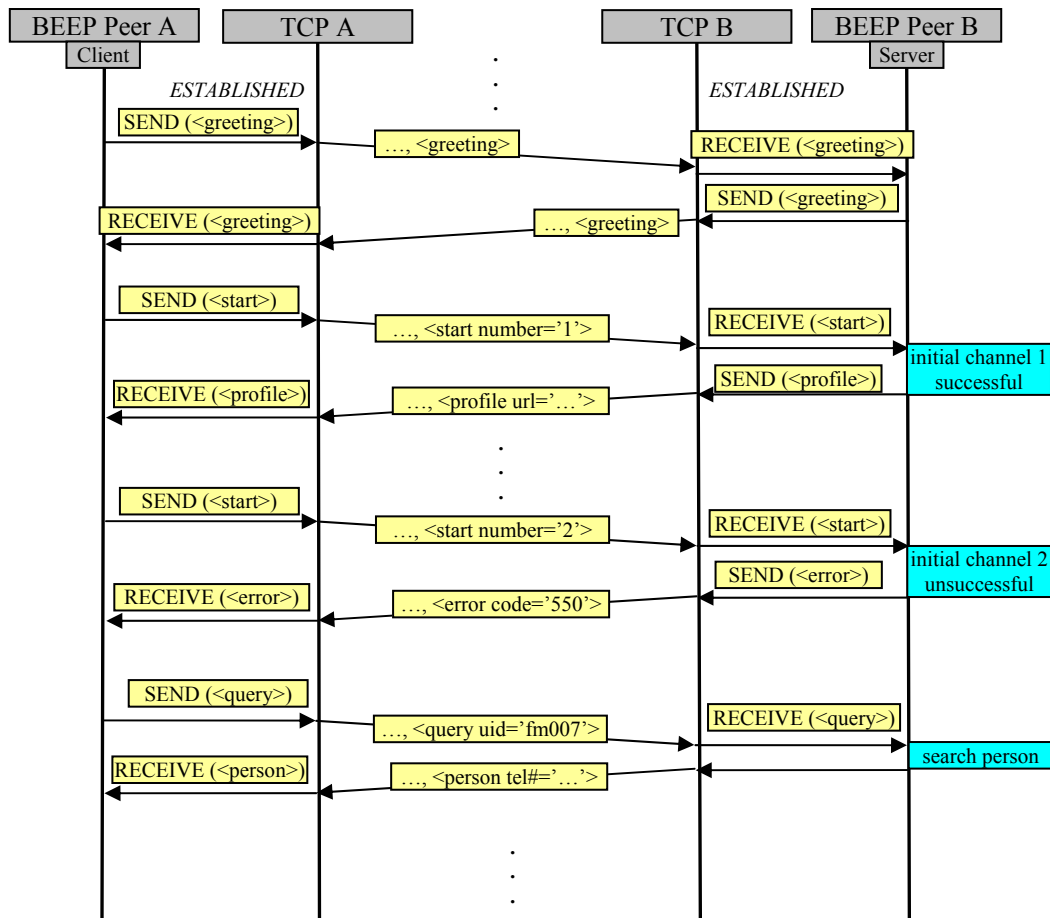 BEEP Peer A
TCP A
TCP B
BEEP Peer B
Client
Server
ESTABLISHED
ESTABLISHED
SEND (<greeting>)
…, <greeting>
RECEIVE (<greeting>)
SEND (<greeting>)
RECEIVE (<greeting>)
…, <greeting>
SEND (<start>)
…, <start number=’1’>
RECEIVE (<start>)
initial channel 1
successful
SEND (<profile>)
RECEIVE (<profile>)
…, <profile url=’…’>
SEND (<start>)
…, <start number=’2’>
RECEIVE (<start>)
initial channel 2
unsuccessful
SEND (<error>)
RECEIVE (<error>)
…, <error code=’550’>
SEND (<query>)
…, <query uid=’fm007’>
RECEIVE (<query>)
search person
RECEIVE (<person>)
…, <person tel#=’…’>